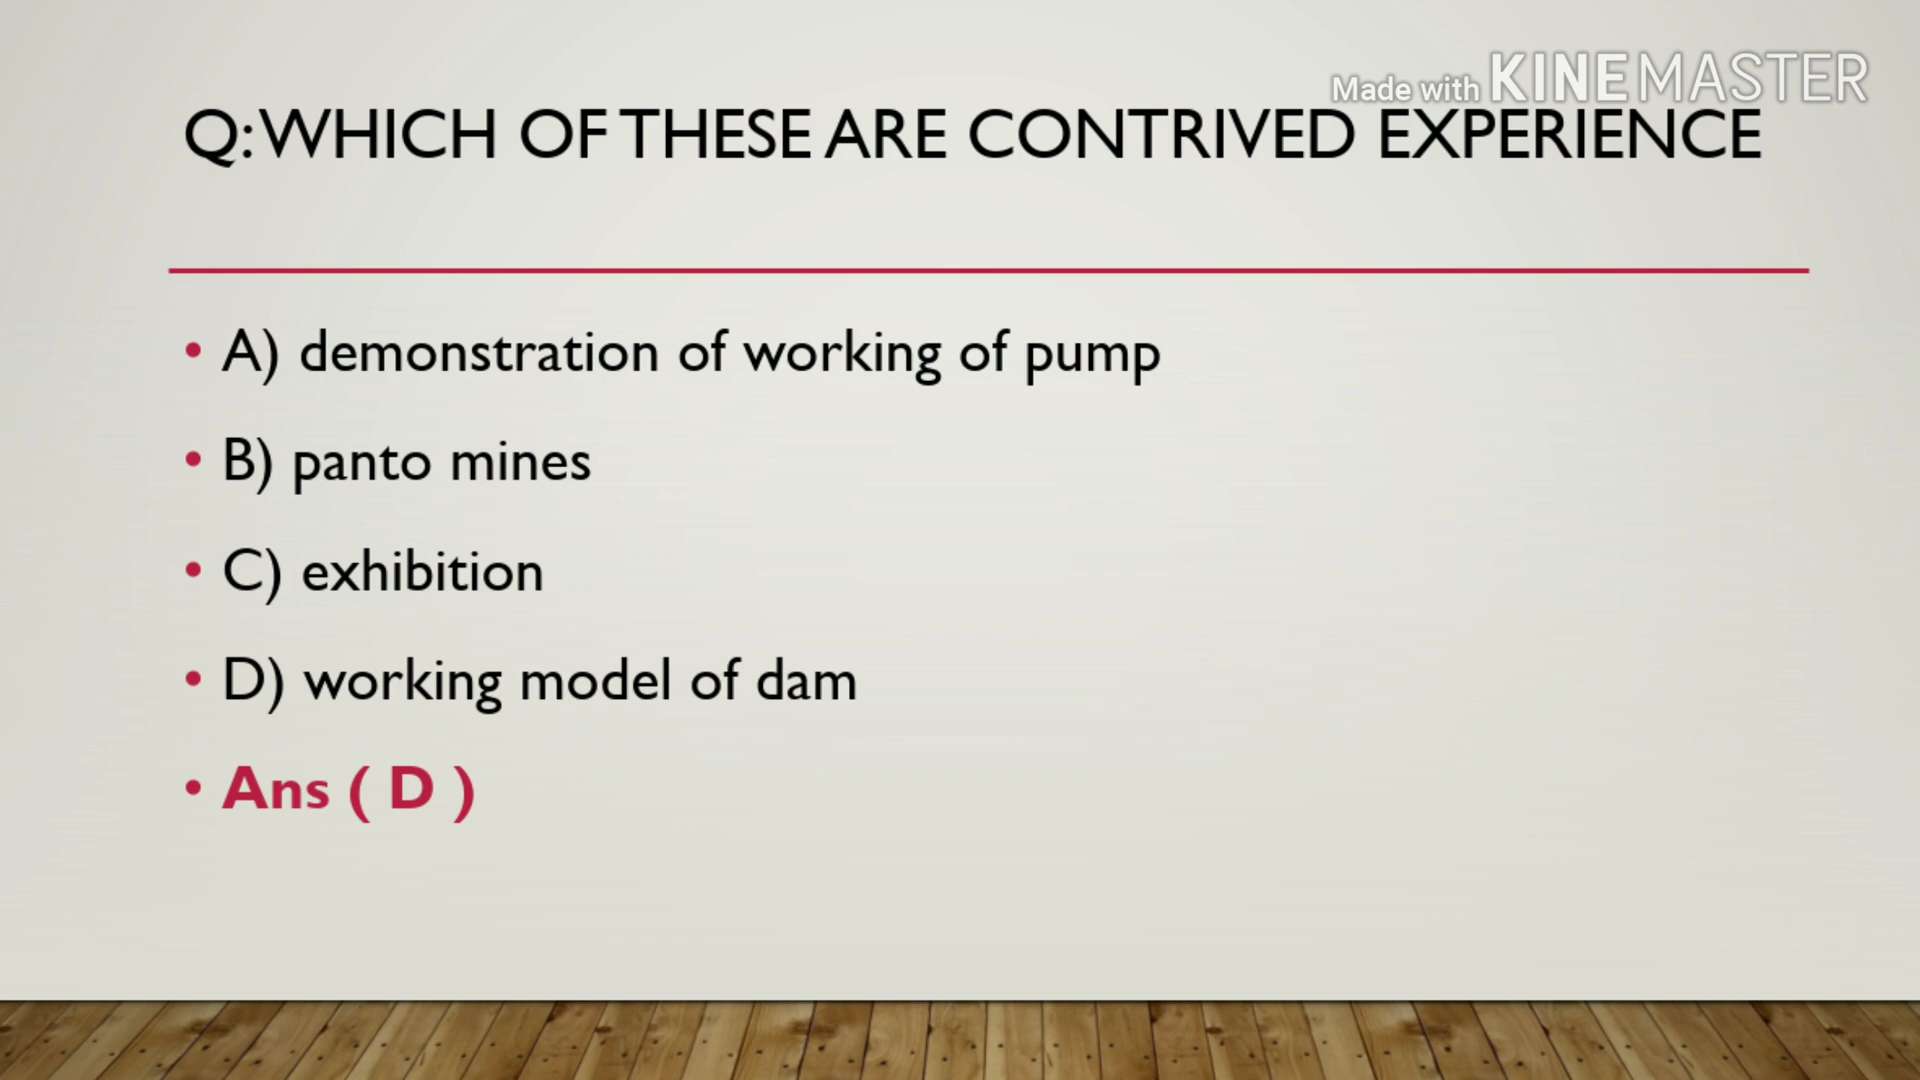 Made with KINEMASTER
Q: WHICH OF THESE ARE CONTRIVED EXPERIENCE
• A) demonstration of working of pump
• B) panto mines
• C) exhibition
• D) working model of dam
• Ans ( D )